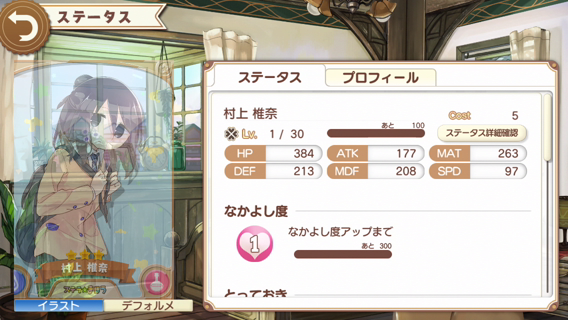 ステータス
ステータス
プロフィール
村上 椎奈
Cost 5
Lv. 1 / 30
あと 100
ステータス詳細確認
HP 384 ATK 177 MAT 263
DEF 213 MDF 208 SPD 97
なかよし度
1
なかよし度アップまで
あと 300
とっておき
村上 椎奈
イラスト
デフォルメ